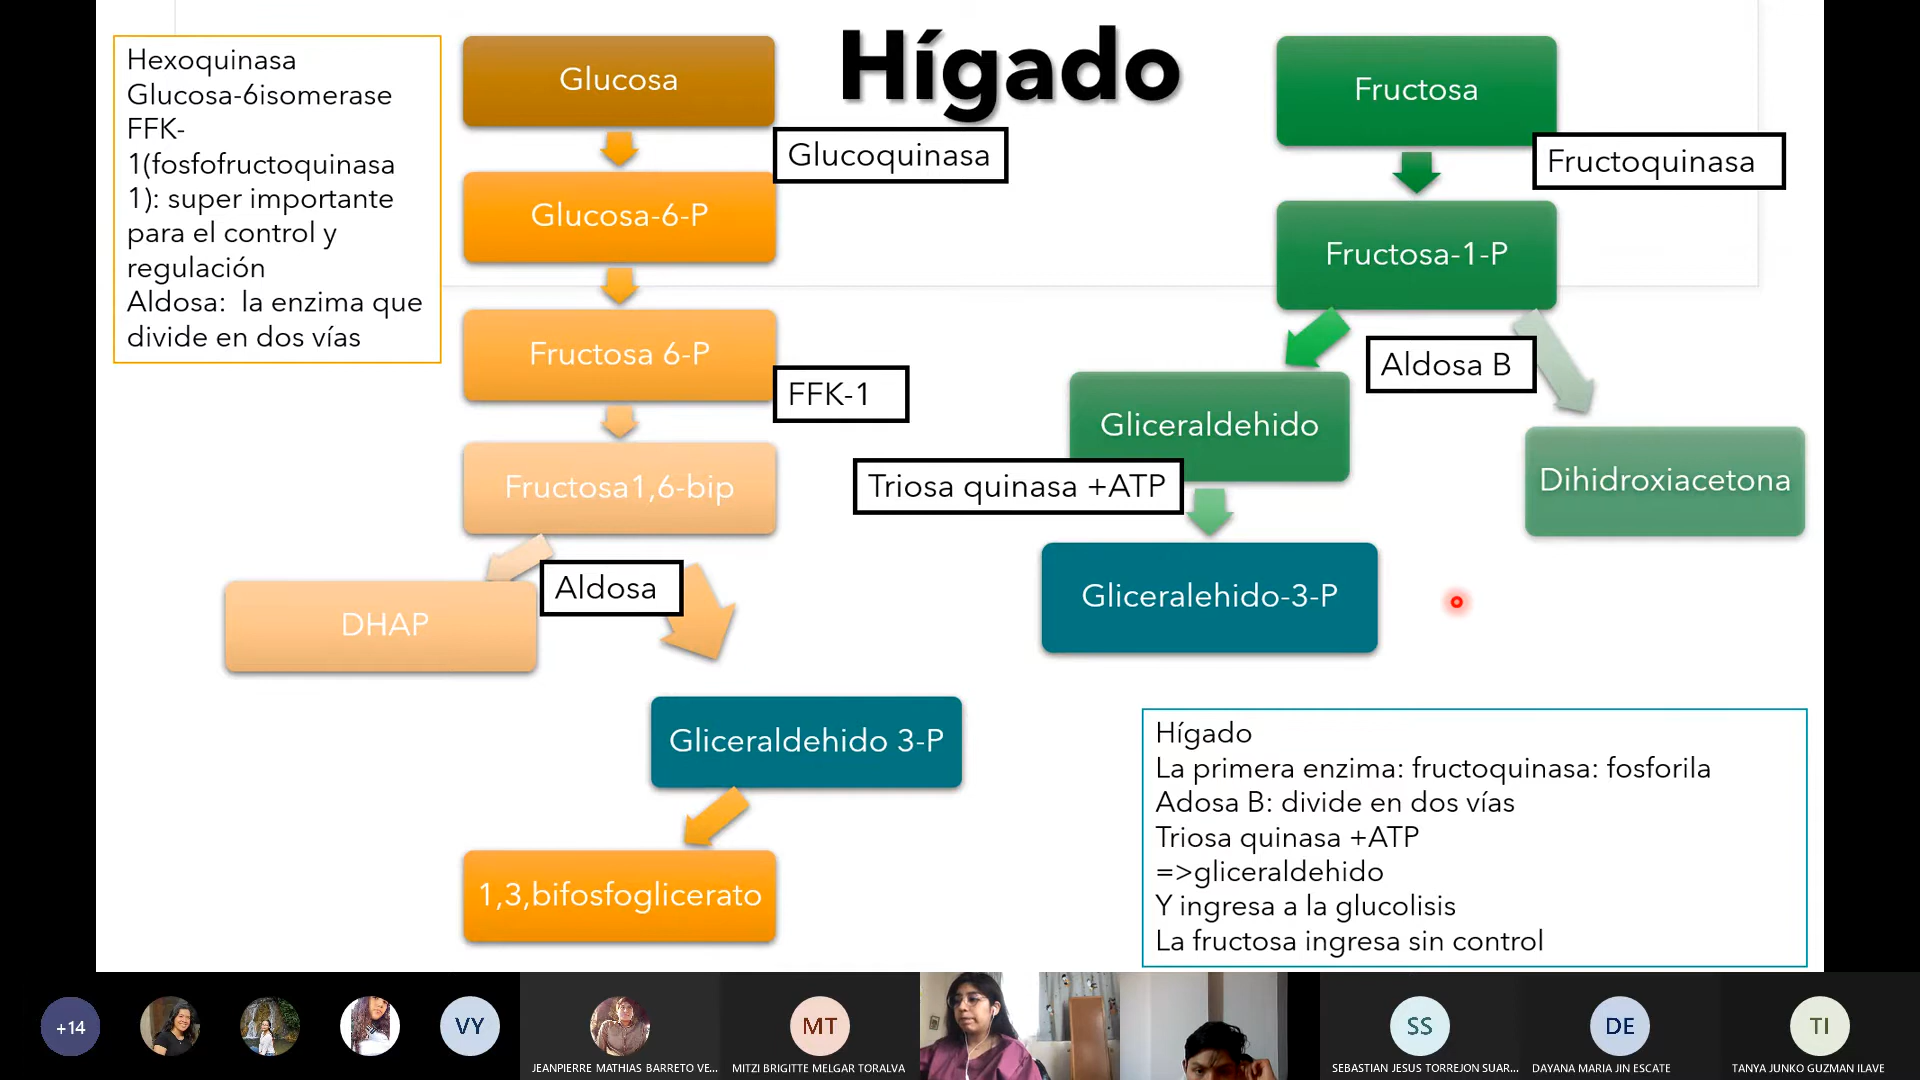 Hígado
Hexoquinasa
Glucosa-6isomerase
FFK-
1(fosfofructoquinasa
1): super importante
para el control y
regulación
Aldosa:  la enzima que
divide en dos vías
Glucosa
Glucoquinasa
Glucosa-6-P
Fructosa 6-P
FFK-1
Fructosa1,6-bip
Aldosa
DHAP
Gliceraldehido 3-P
1,3,bifosfoglicerato
Fructosa
Fructoquinasa
Fructosa-1-P
Aldosa B
Gliceraldehido
Dihidroxiacetona
Triosa quinasa +ATP
Gliceralehido-3-P
Hígado
La primera enzima: fructoquinasa: fosforila
Adosa B: divide en dos vías
Triosa quinasa +ATP
=>gliceraldehido
Y ingresa a la glucolisis
La fructosa ingresa sin control
+14
VY
JEANPIERRE MATHIAS BARRETO VE...
MT
MITZI BRIGITTE MELGAR TORALVA
SS
SEBASTIAN JESUS TORREJON SUAR...
DE
DAYANA MARIA JIN ESCATE
TI
TANYA JUNKO GUZMAN ILAVE